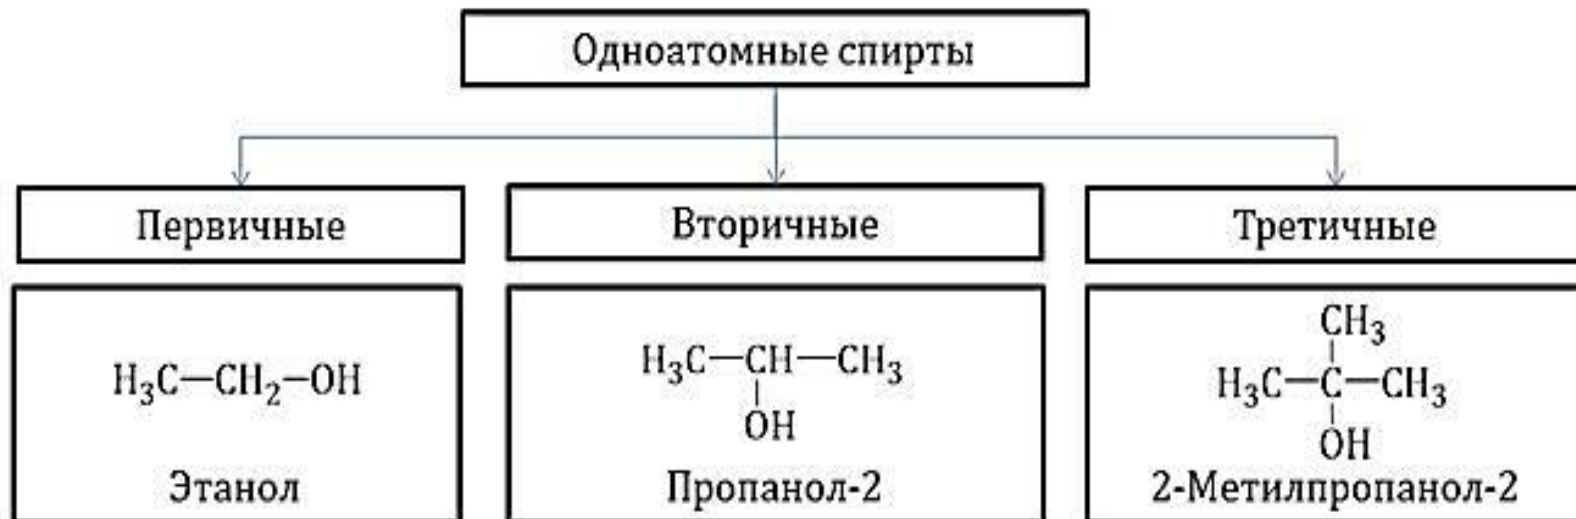 Одноатомные спирты
Первичные
Вторичные
Третичные
H₃C—CH₂—OH
Этанол
H₃C—CH—CH₃
OH
Пропанол-2
CH₃
H₃C—C—CH₃
OH
2-Метилпропанол-2